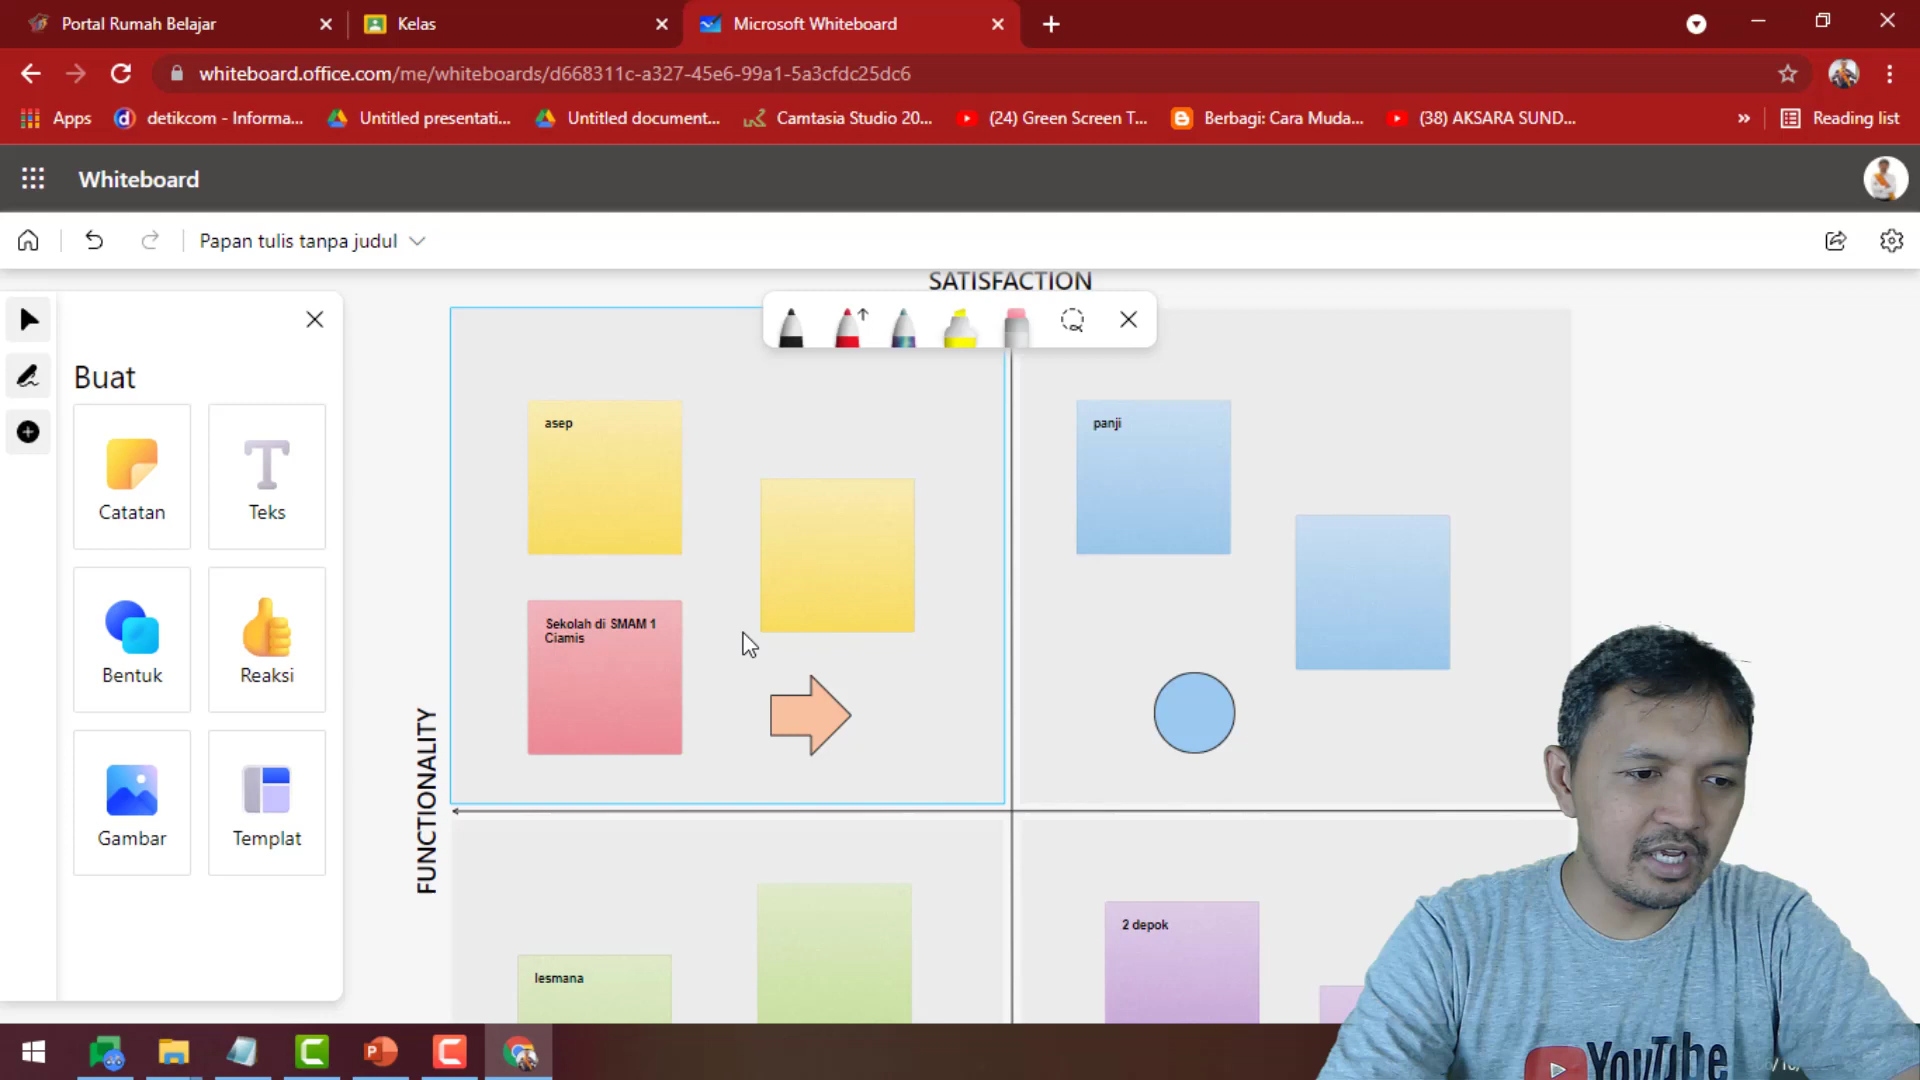 Portal Rumah Belajar
Kelas
Microsoft Whiteboard
whiteboard.office.com/me/whiteboards/d668311c-a327-45e6-99a1-5a3cfdc25dc6
Apps
detikcom - Informa...
Untitled presentati...
Untitled document...
Camtasia Studio 20...
(24) Green Screen T...
Berbagi: Cara Muda...
(38) AKSARA SUND...
»
Reading list
Whiteboard
Papan tulis tanpa judul
SATISFACTION
Buat
Catatan
Teks
Bentuk
Reaksi
Gambar
Templat
FUNCTIONALITY
asep
panji
Sekolah di SMAM 1
Ciamis
lesmana
2 depok
YouTube